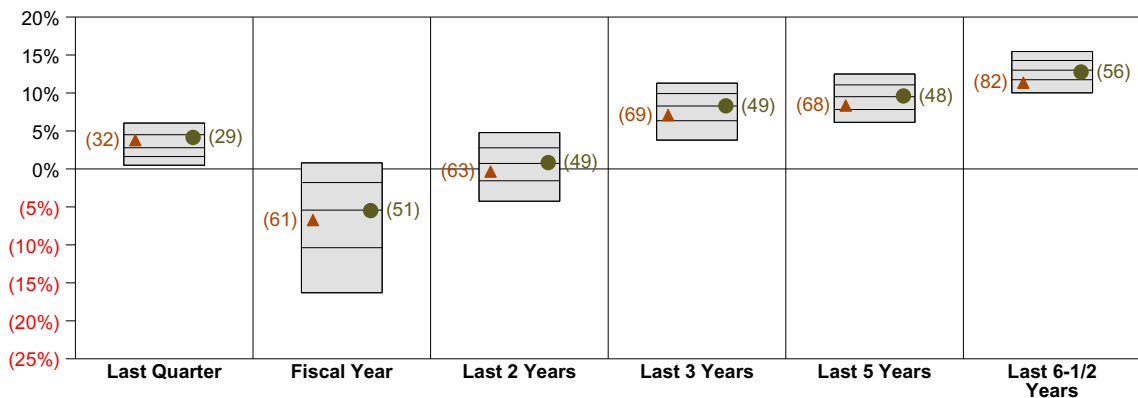 20%
15%
10%
5%
0%
(5%)
(10%)
(15%)
(20%)
(25%)
(32) (29)
(61) (51)
(63) (49)
(69) (49)
(68) (48)
(82) (56)
Last Quarter
Fiscal Year
Last 2 Years
Last 3 Years
Last 5 Years
Last 6-1/2
Years